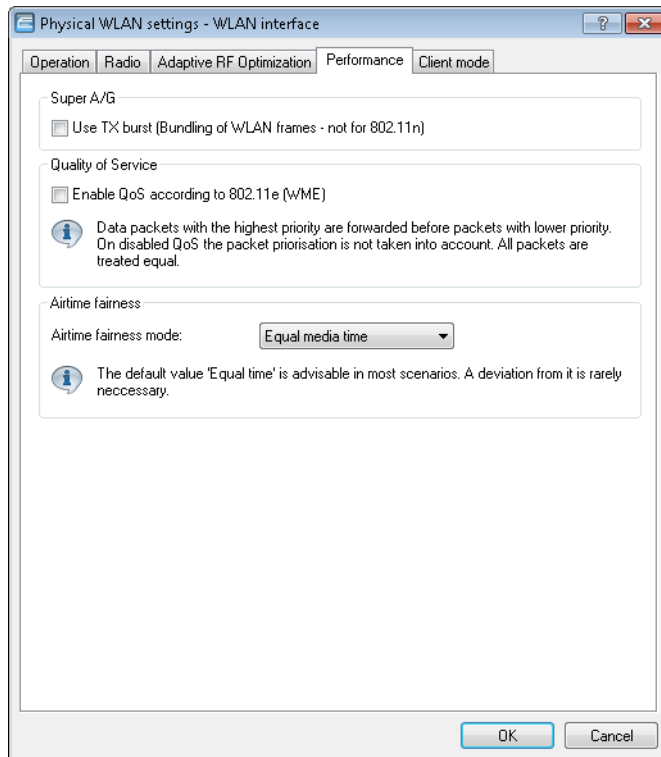 Physical WLAN settings - WLAN interface
Operation Radio Adaptive RF Optimization Performance Client mode
Super A/G
Use TX burst (Bundling of WLAN frames - not for 802.11n)
Quality of Service
Enable QoS according to 802.11e (WME)
Data packets with the highest priority are forwarded before packets with lower priority.
On disabled QoS the packet priorisation is not taken into account. All packets are
treated equal.
Airtime fairness
Airtime fairness mode: Equal media time
The default value 'Equal time' is advisable in most scenarios. A deviation from it is rarely
neccessary.
OK Cancel